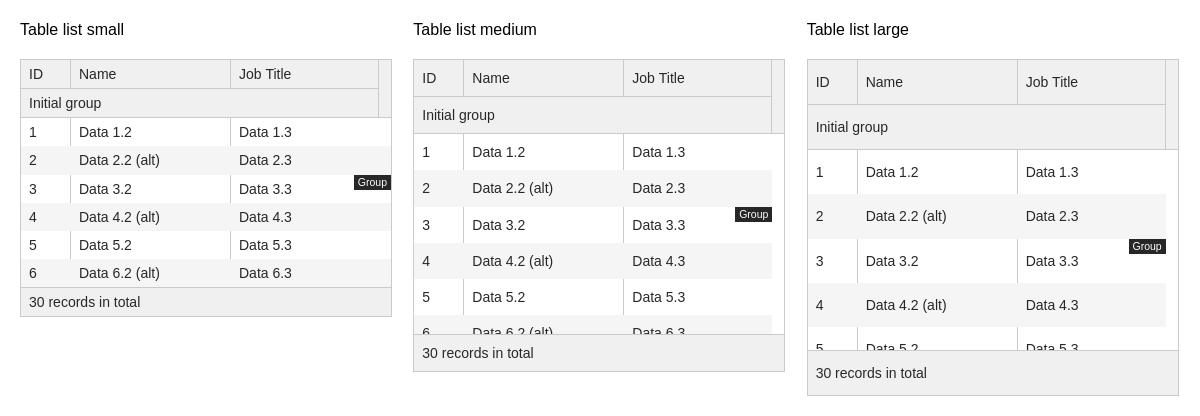 Table list small
ID Name Job Title
Initial group
1 Data 1.2 Data 1.3
2 Data 2.2 (alt) Data 2.3
Group
3 Data 3.2 Data 3.3
4 Data 4.2 (alt) Data 4.3
5 Data 5.2 Data 5.3
6 Data 6.2 (alt) Data 6.3
30 records in total
Table list medium
ID Name Job Title
Initial group
1 Data 1.2 Data 1.3
2 Data 2.2 (alt) Data 2.3
Group
3 Data 3.2 Data 3.3
4 Data 4.2 (alt) Data 4.3
5 Data 5.2 Data 5.3
6 Data 6.2 (alt) Data 6.3
30 records in total
Table list large
ID Name Job Title
Initial group
1 Data 1.2 Data 1.3
2 Data 2.2 (alt) Data 2.3
Group
3 Data 3.2 Data 3.3
4 Data 4.2 (alt) Data 4.3
5 Data 5.2 Data 5.3
30 records in total